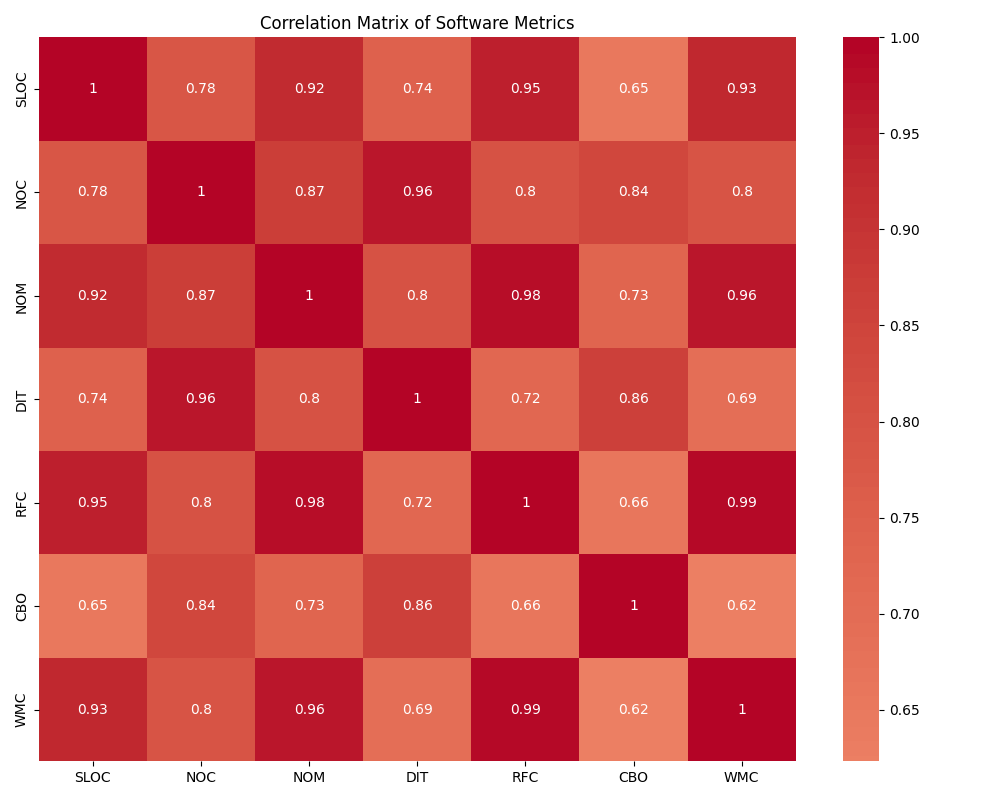 Correlation Matrix of Software Metrics
SLOC 1 0.78 0.92 0.74 0.95 0.65 0.93
NOC 0.78 1 0.87 0.96 0.8 0.84 0.8
NOM 0.92 0.87 1 0.8 0.98 0.73 0.96
DIT 0.74 0.96 0.8 1 0.72 0.86 0.69
RFC 0.95 0.8 0.98 0.72 1 0.66 0.99
CBO 0.65 0.84 0.73 0.86 0.66 1 0.62
WMC 0.93 0.8 0.96 0.69 0.99 0.62 1
SLOC NOC NOM DIT RFC CBO WMC
1.00
0.95
0.90
0.85
0.80
0.75
0.70
0.65